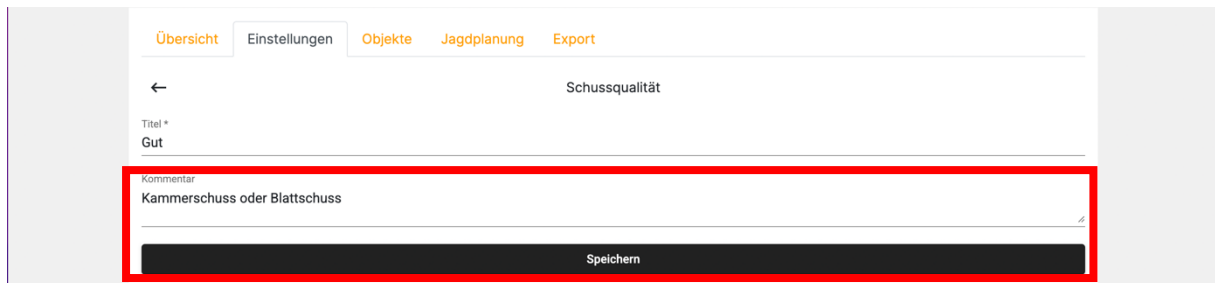 Übersicht Einstellungen Objekte Jagdplanung Export
← Schussqualität
Titel *
Gut
Kommentar
Kammerschuss oder Blattschuss
Speichern